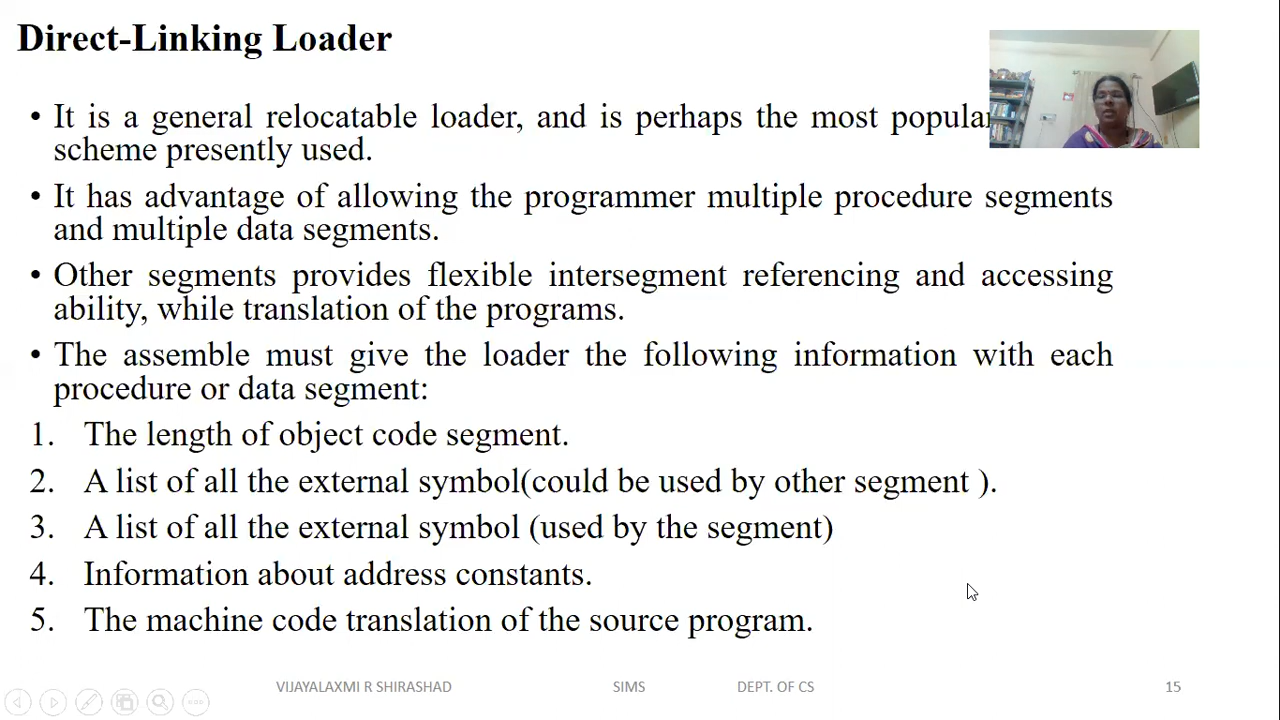 Direct-Linking Loader
• It is a general relocatable loader, and is perhaps the most popular
scheme presently used.
• It has advantage of allowing the programmer multiple procedure segments
and multiple data segments.
• Other segments provides flexible intersegment referencing and accessing
ability, while translation of the programs.
• The assemble must give the loader the following information with each
procedure or data segment:
1. The length of object code segment.
2. A list of all the external symbol(could be used by other segment ).
3. A list of all the external symbol (used by the segment)
4. Information about address constants.
5. The machine code translation of the source program.
VIJAYALAXMI R SHIRASHAD SIMS DEPT. OF CS 15